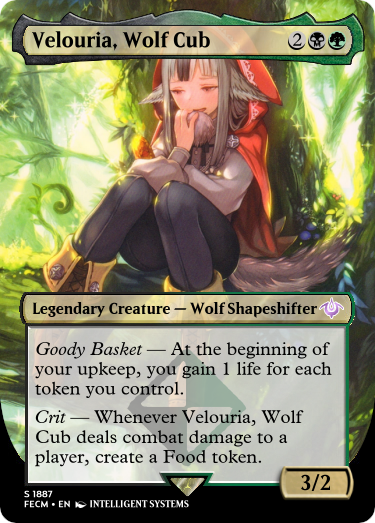 Velouria, Wolf Cub 2
Legendary Creature — Wolf Shapeshifter
Goody Basket — At the beginning of
your upkeep, you gain 1 life for each
token you control.
Crit — Whenever Velouria, Wolf
Cub deals combat damage to a
player, create a Food token.
3/2
S 1887
FECM • EN INTELLIGENT SYSTEMS